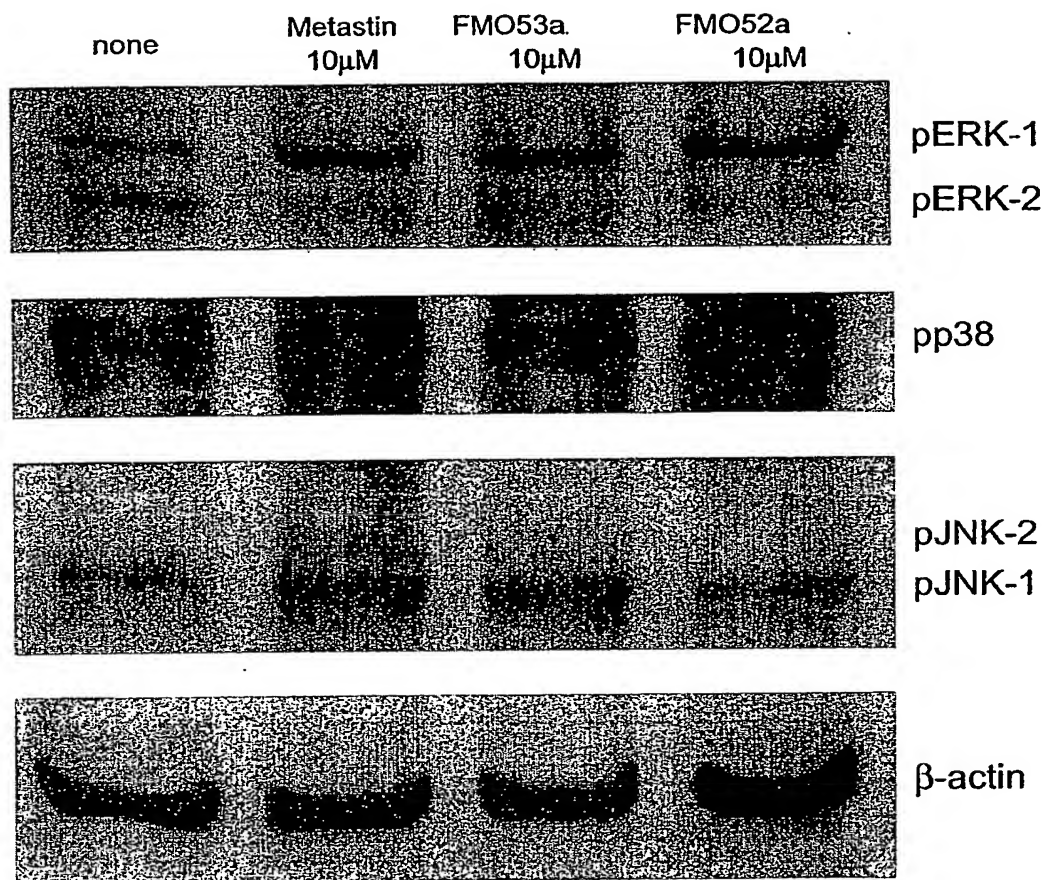 none
Metastin
10μM
FMO53a.
10μM
FMO52a
10μM
pERK-1
pERK-2
pp38
pJNK-2
pJNK-1
β-actin